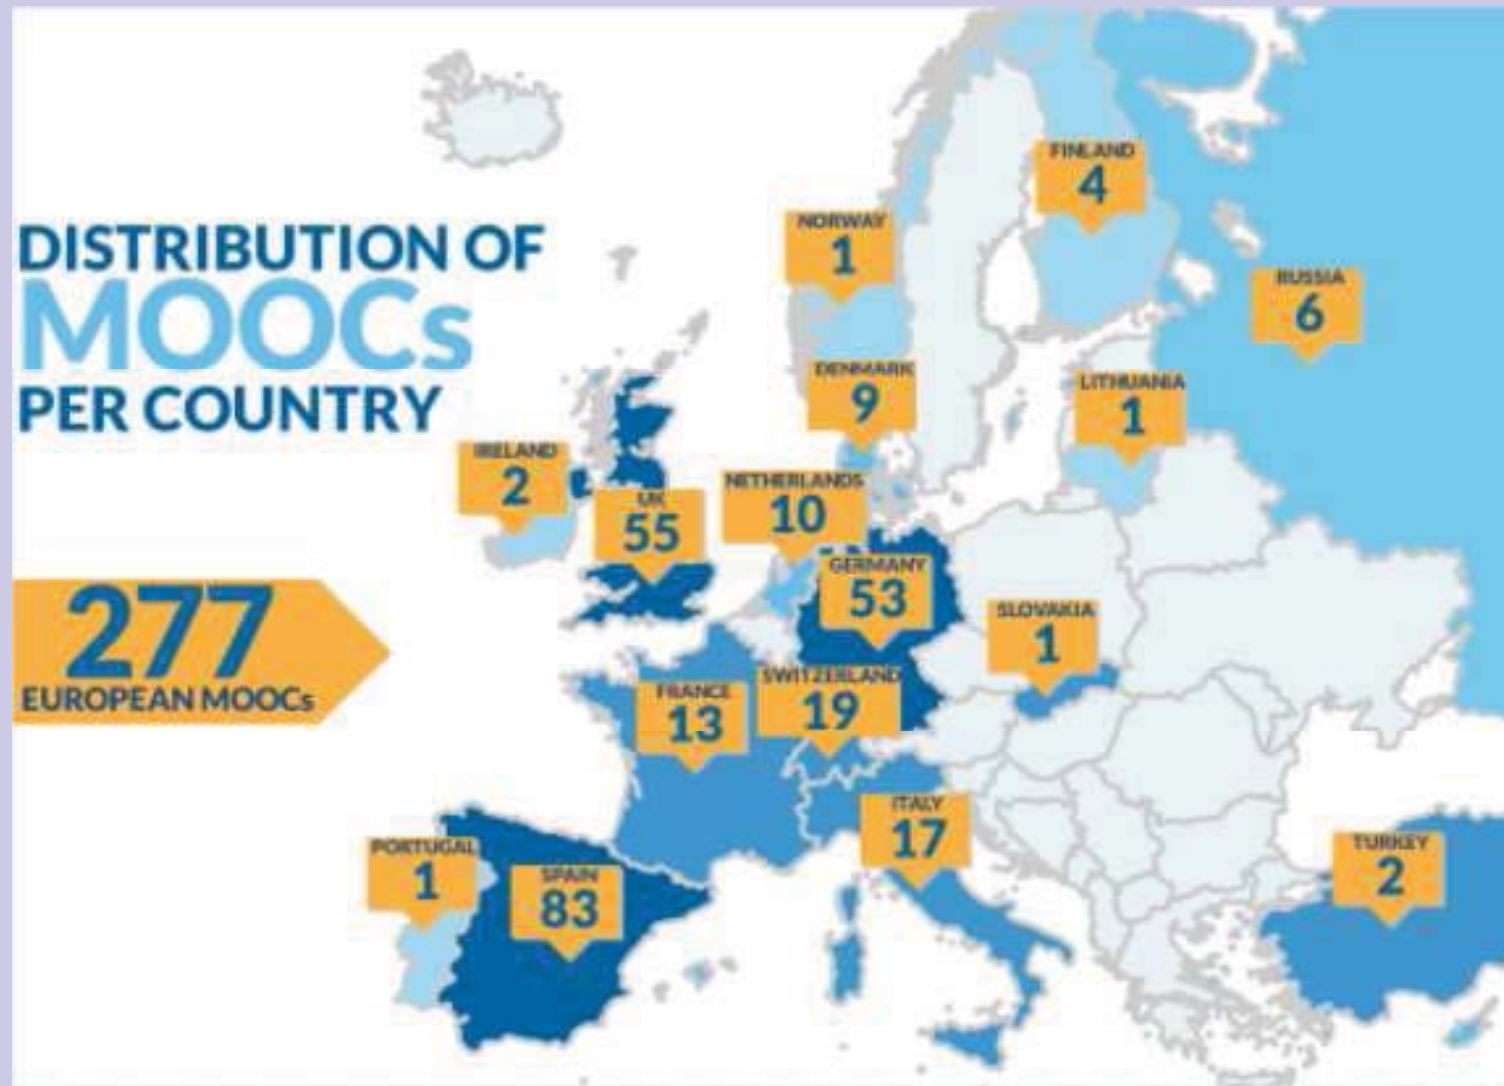 DISTRIBUTION OF
MOOCs
PER COUNTRY
277
EUROPEAN MOOCs
FINLAND
4
NORWAY
1
RUSSIA
6
DENMARK
9
LITHUANIA
1
IRELAND
2
UK
55
NETHERLANDS
10
GERMANY
53
SLOVAKIA
1
SWITZERLAND
19
FRANCE
13
ITALY
17
PORTUGAL
1
SPAIN
83
TURKEY
2